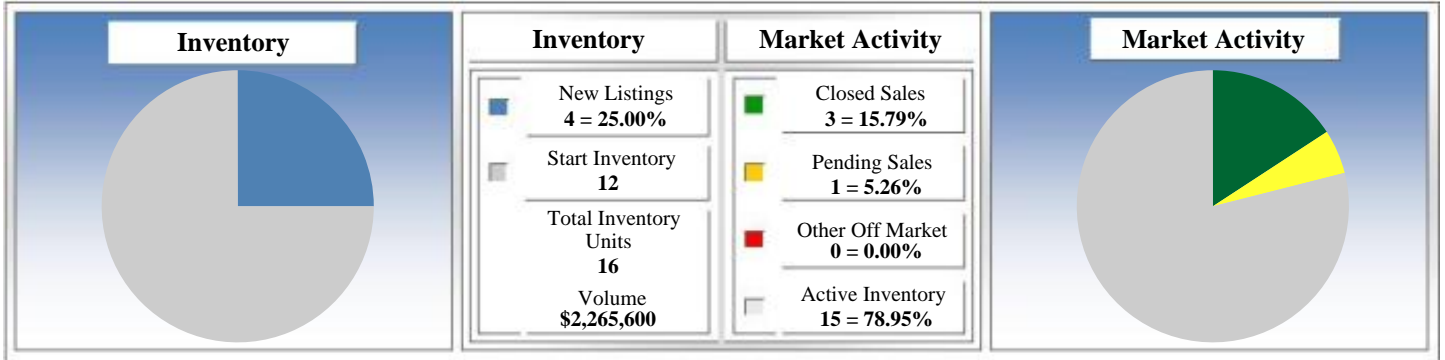 Inventory
Inventory
Market Activity
New Listings
4 = 25.00%
Start Inventory
12
Total Inventory
Units
16
Volume
$2,265,600
Closed Sales
3 = 15.79%
Pending Sales
1 = 5.26%
Other Off Market
0 = 0.00%
Active Inventory
15 = 78.95%
Market Activity